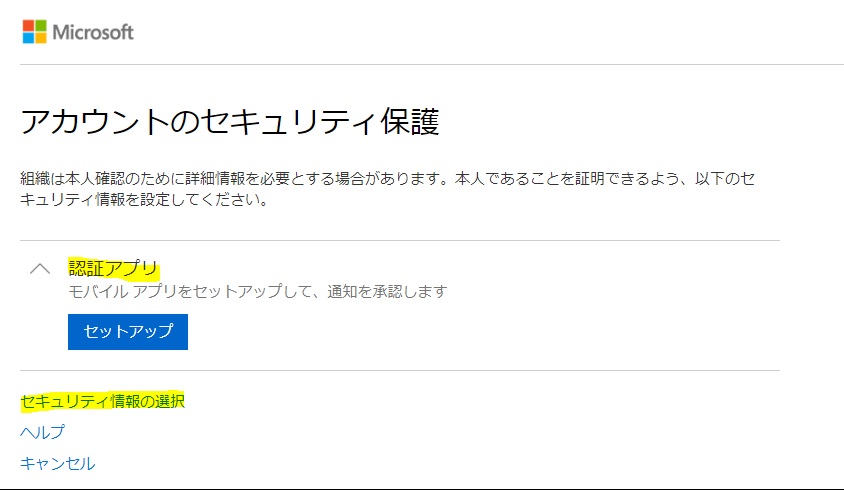 Microsoft
アカウントのセキュリティ保護
組織は本人確認のために詳細情報を必要とする場合があります。本人であることを証明できるよう、以下のセ
キュリティ情報を設定してください。
認証アプリ
モバイル アプリをセットアップして、通知を承認します
セットアップ
セキュリティ情報の選択
ヘルプ
キャンセル